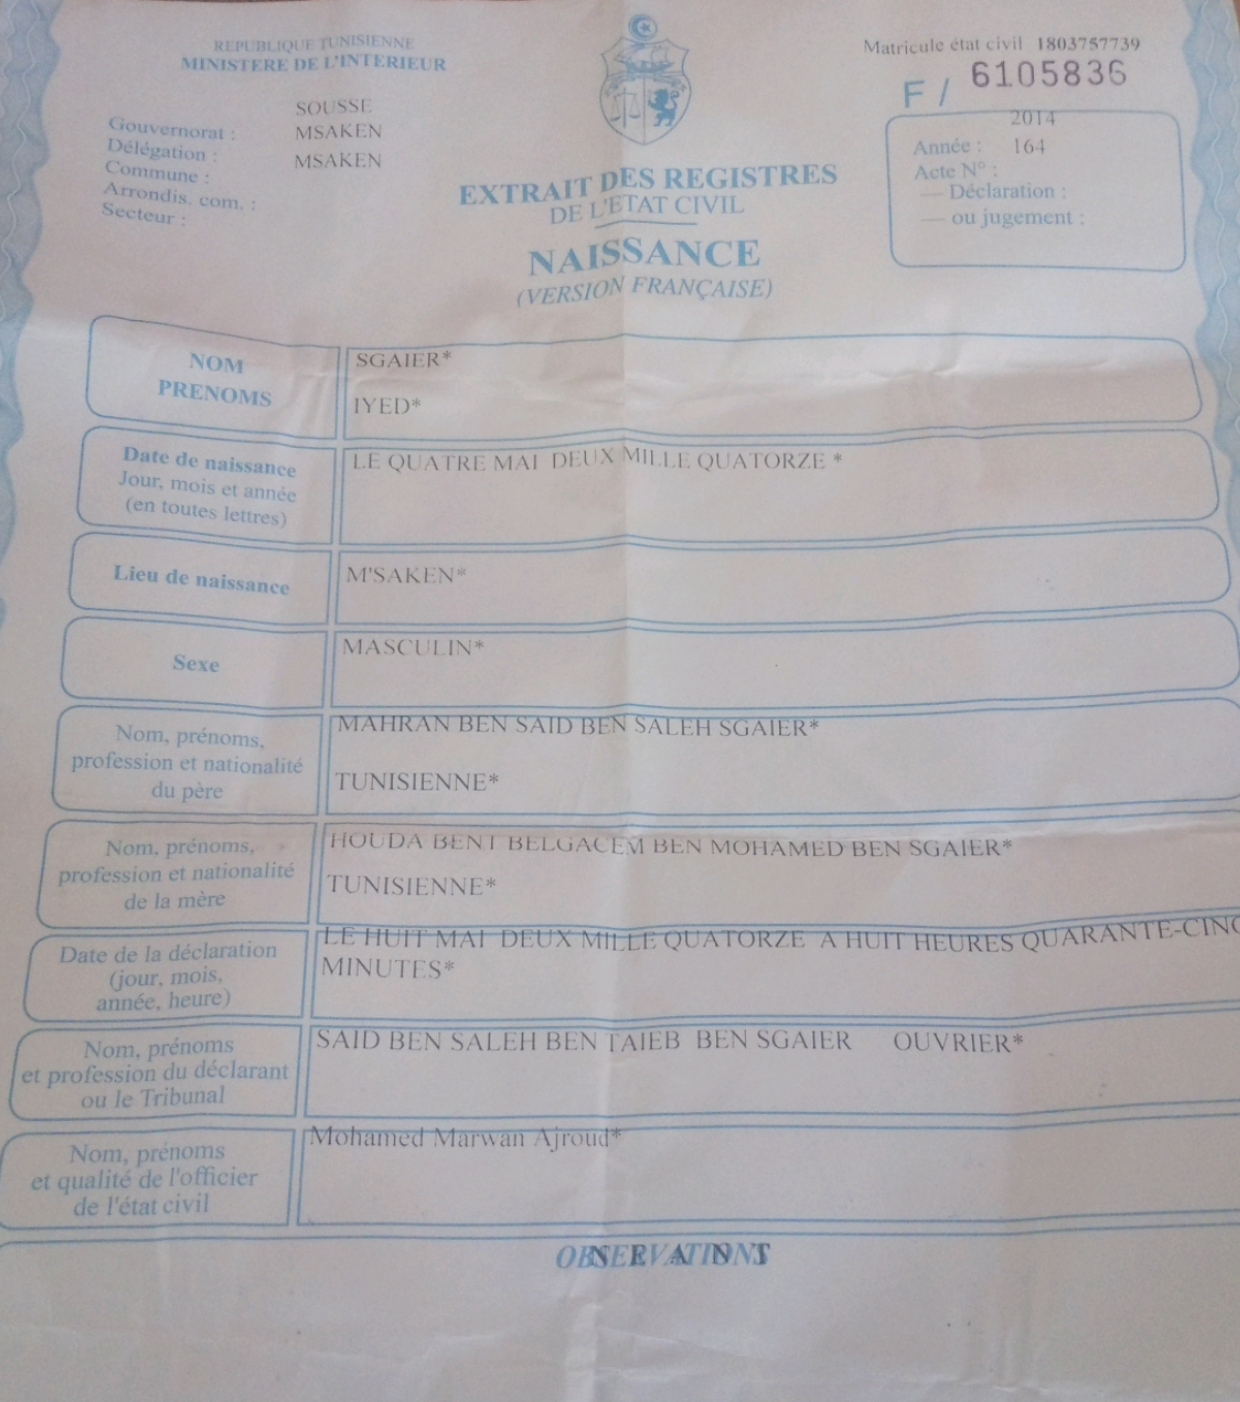 REPUBLIQUE TUNISIENNE
MINISTERE DE L'INTERIEUR
Matricule état civil 1803757739
F / 6105836
SOUSSE
Gouvernorat : MSAKEN
Délégation : MSAKEN
Commune :
Arrondis. com. :
Secteur :
2014
Année : 164
Acte N° :
— Déclaration :
— ou jugement :
EXTRAIT DES REGISTRES
DE L'ETAT CIVIL
NAISSANCE
(VERSION FRANÇAISE)
NOM
PRENOMS
SGAIER*
IYED*
Date de naissance
Jour, mois et année
(en toutes lettres)
LE QUATRE MAI DEUX MILLE QUATORZE *
Lieu de naissance
M'SAKEN*
Sexe
MASCULIN*
Nom, prénoms,
profession et nationalité
du père
MAHRAN BEN SAID BEN SALEH SGAIER*
TUNISIENNE*
Nom, prénoms,
profession et nationalité
de la mère
HOUDA BENT BELGACEM BEN MOHAMED BEN SGAIER*
TUNISIENNE*
Date de la déclaration
(jour, mois,
année, heure)
LE HUIT MAI DEUX MILLE QUATORZE A HUIT HEURES QUARANTE-CINQ
MINUTES*
Nom, prénoms
et profession du déclarant
ou le Tribunal
SAID BEN SALEH BEN TAIEB BEN SGAIER OUVRIER*
Nom, prénoms
et qualité de l'officier
de l'état civil
Mohamed Marwan Ajroud*
OBSERVATIONS